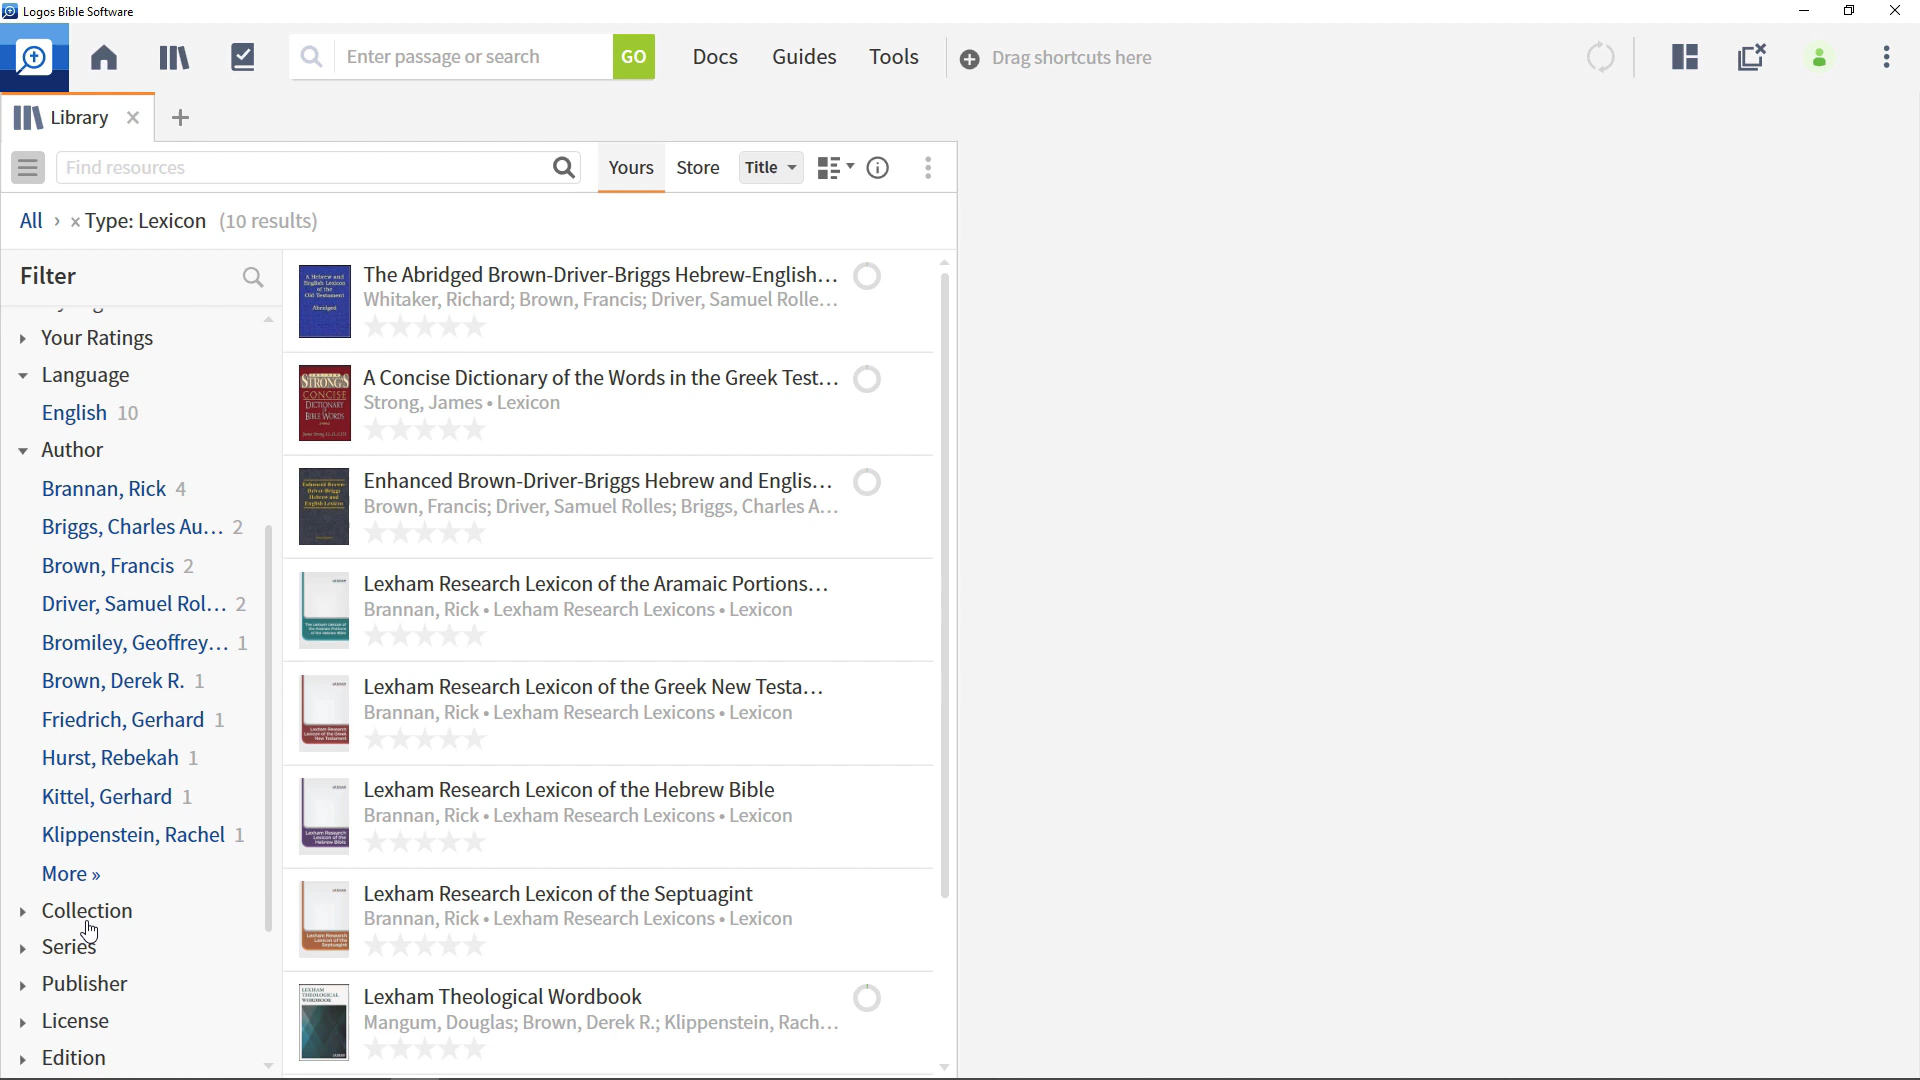 Logos Bible Software
Enter passage or search
GO
Docs
Guides
Tools
Drag shortcuts here
Library
Find resources
Yours
Store
Title
All › × Type: Lexicon (10 results)
Filter
Your Ratings
Language
English 10
Author
Brannan, Rick 4
Briggs, Charles Au... 2
Brown, Francis 2
Driver, Samuel Rol... 2
Bromiley, Geoffrey... 1
Brown, Derek R. 1
Friedrich, Gerhard 1
Hurst, Rebekah 1
Kittel, Gerhard 1
Klippenstein, Rachel 1
More »
Collection
Series
Publisher
License
Edition
The Abridged Brown-Driver-Briggs Hebrew-English...
Whitaker, Richard; Brown, Francis; Driver, Samuel Rolle...
A Concise Dictionary of the Words in the Greek Test...
Strong, James • Lexicon
Enhanced Brown-Driver-Briggs Hebrew and Englis...
Brown, Francis; Driver, Samuel Rolles; Briggs, Charles A...
Lexham Research Lexicon of the Aramaic Portions...
Brannan, Rick • Lexham Research Lexicons • Lexicon
Lexham Research Lexicon of the Greek New Testa...
Brannan, Rick • Lexham Research Lexicons • Lexicon
Lexham Research Lexicon of the Hebrew Bible
Brannan, Rick • Lexham Research Lexicons • Lexicon
Lexham Research Lexicon of the Septuagint
Brannan, Rick • Lexham Research Lexicons • Lexicon
Lexham Theological Wordbook
Mangum, Douglas; Brown, Derek R.; Klippenstein, Rach...